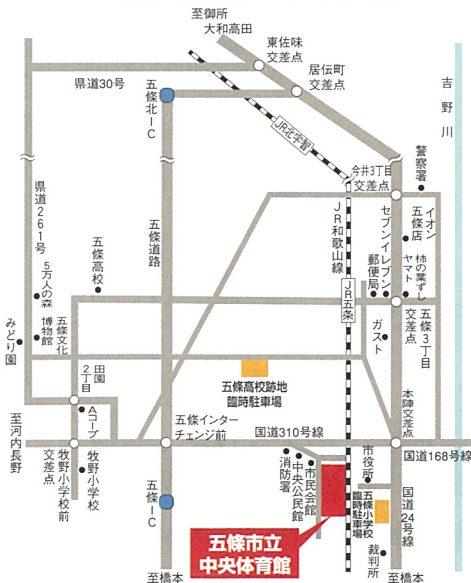 至御所
大和高田
東佐味
交差点
居伝町
交差点
県道30号
五條北IC
JR北宇智
吉野川
今井3丁目
交差点
警察署
県道261号
五條道路
JR和歌山線
セブンイレブン
郵便局
イオン
五條店
柿の葉ずし
ヤマト
五條高校
5万人の森
JR五条
五條3丁目
交差点
ガスト
みどり園
五條文化
博物館
田園
2丁目
五條高校跡地
臨時駐車場
本陣交差点
Aコープ
至河内長野
牧野小学校前
交差点
牧野小学校
五條インター
チェンジ前
国道310号線
国道168号線
消防署
中央公民館
市民会館
市役所
五條小学校
臨時駐車場
国道24号線
五條IC
五條市立
中央体育館
裁判所
至橋本
至橋本